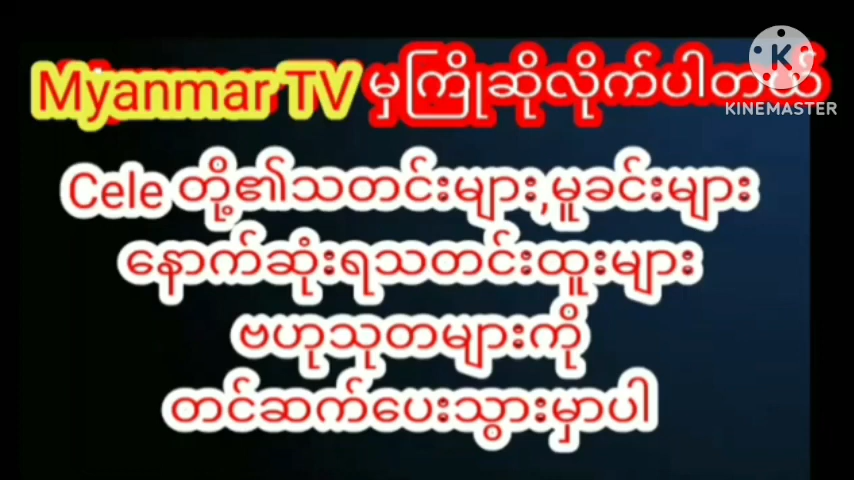 Myanmar TV မှကြိုဆိုလိုက်ပါတယ်
KINEMASTER
Cele တို့၏သတင်းများ,မူခင်းများ
နောက်ဆုံးရသတင်းထူးများ
ဗဟုသုတများကို
တင်ဆက်ပေးသွားမှာပါ